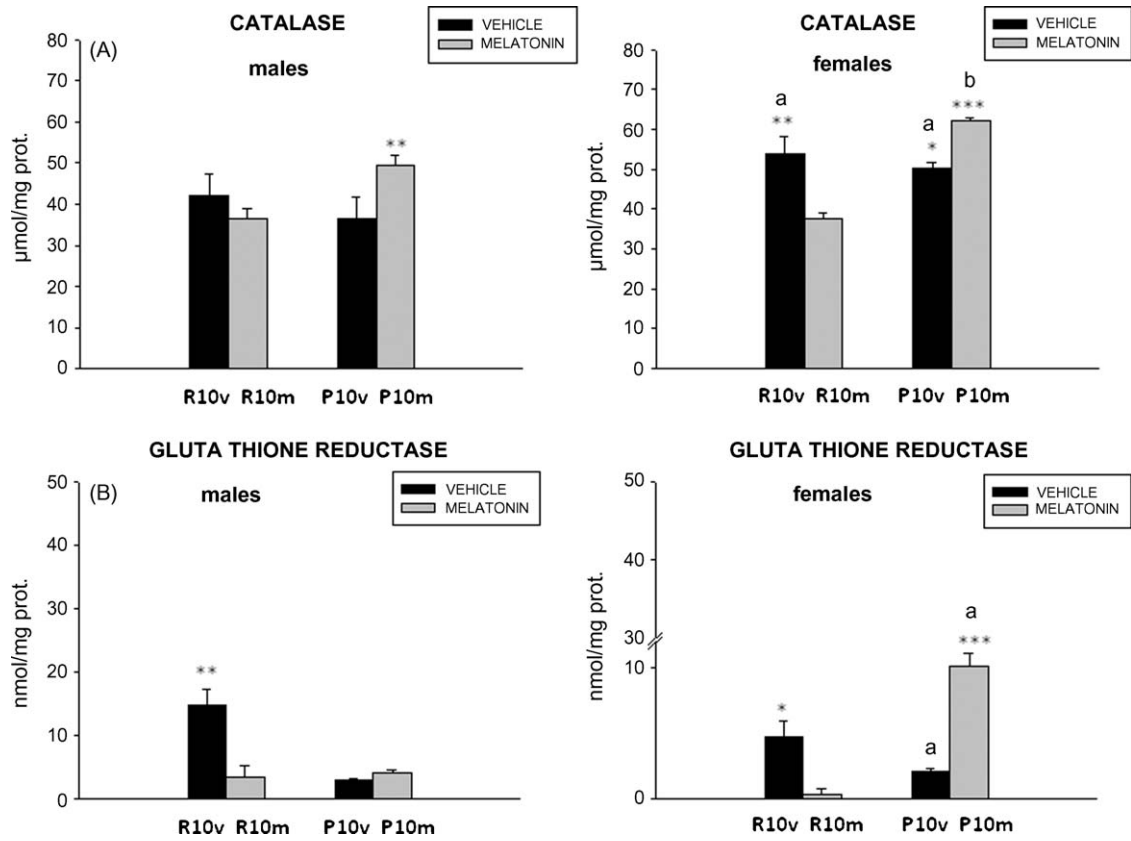 CATALASE
(A)
VEHICLE
MELATONIN
males
80
70
60
50
40
30
20
10
0
µmol/mg prot.
**
R10v R10m P10v P10m
CATALASE
VEHICLE
MELATONIN
females
80
70
60
50
40
30
20
10
0
µmol/mg prot.
a
**
a
*
b
***
R10v R10m P10v P10m
GLUTA THIONE REDUCTASE
(B)
VEHICLE
MELATONIN
males
50
40
30
20
10
0
nmol/mg prot.
**
R10v R10m P10v P10m
GLUTA THIONE REDUCTASE
VEHICLE
MELATONIN
females
50
40
30
10
0
nmol/mg prot.
*
a
a
***
R10v R10m P10v P10m